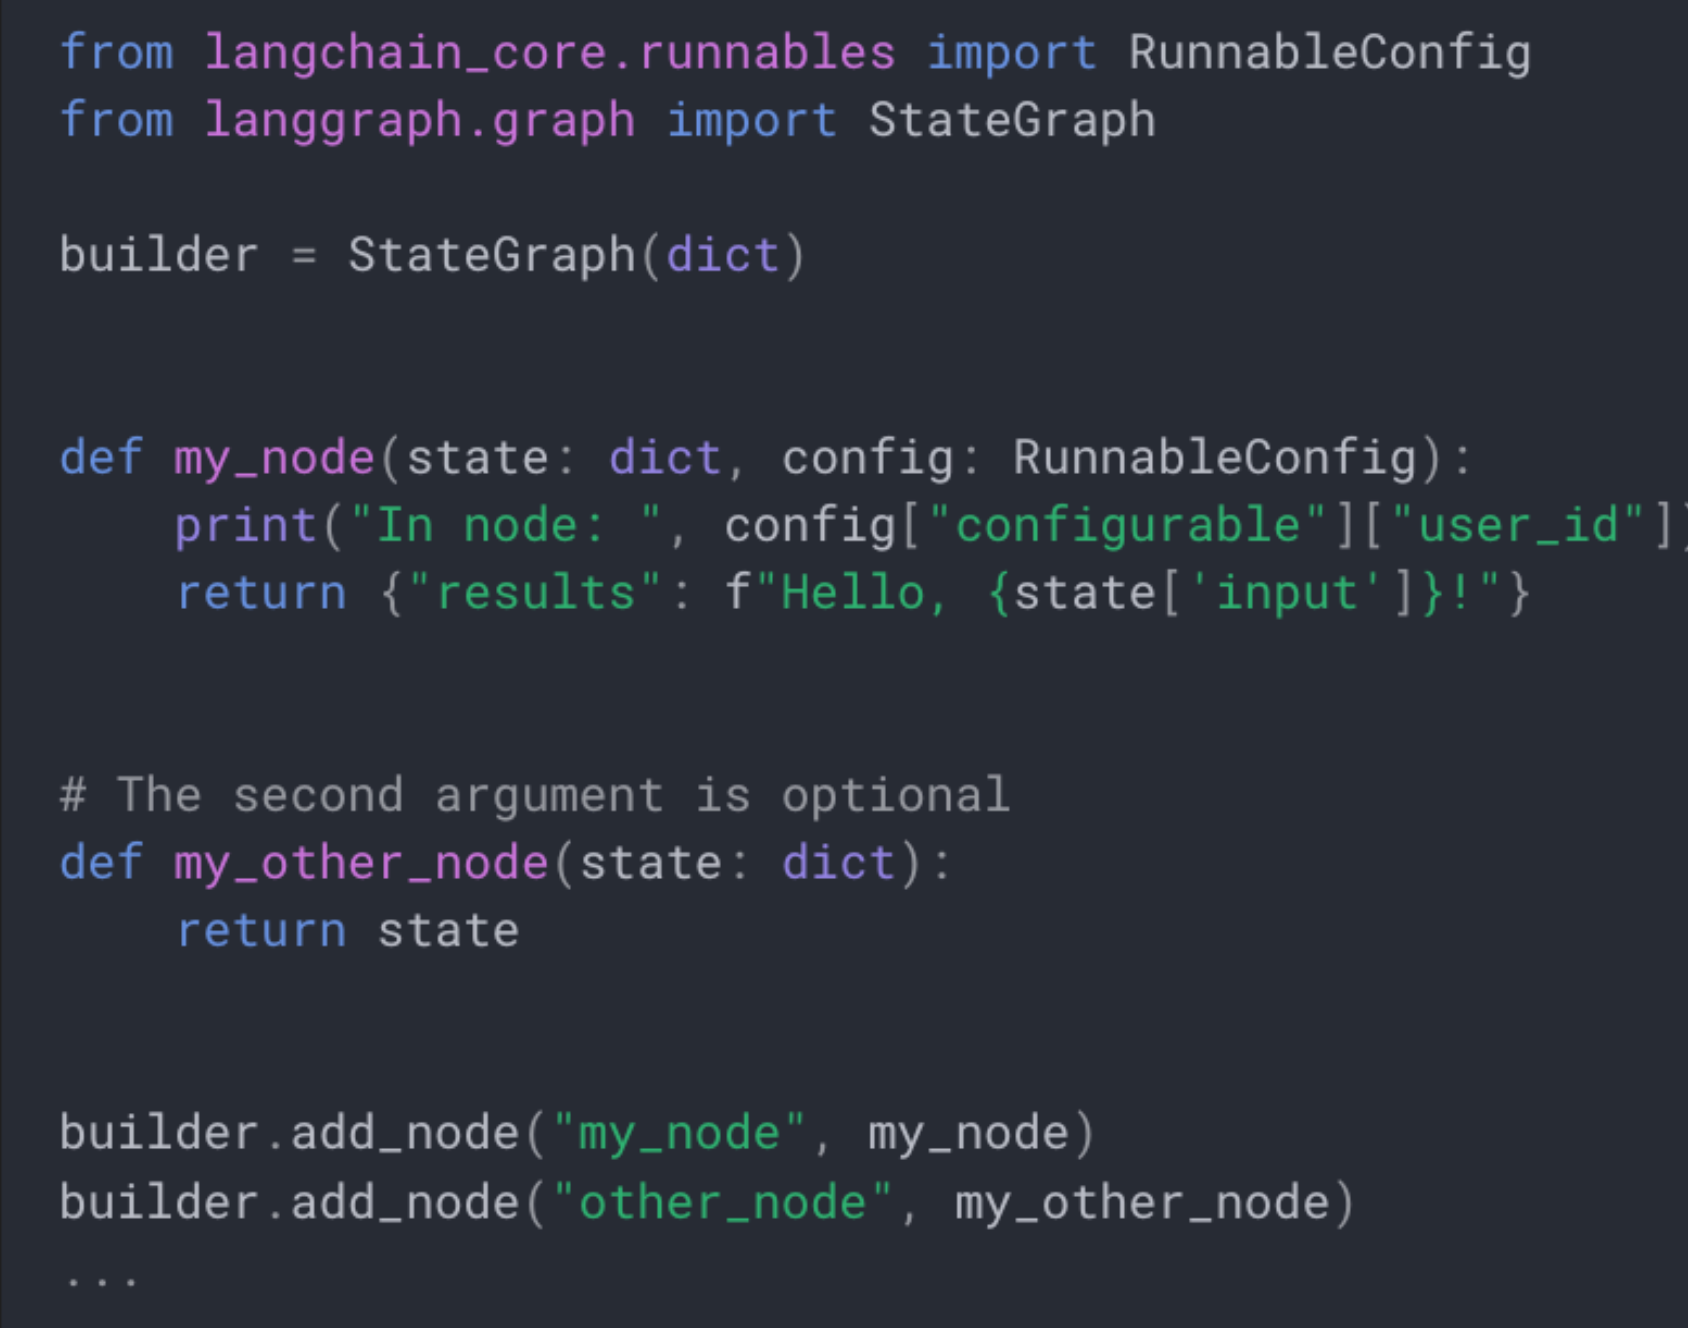 from langchain_core.runnables import RunnableConfig
from langgraph.graph import StateGraph

builder = StateGraph(dict)


def my_node(state: dict, config: RunnableConfig):
    print("In node: ", config["configurable"]["user_id"])
    return {"results": f"Hello, {state['input']}!"}


# The second argument is optional
def my_other_node(state: dict):
    return state


builder.add_node("my_node", my_node)
builder.add_node("other_node", my_other_node)
...